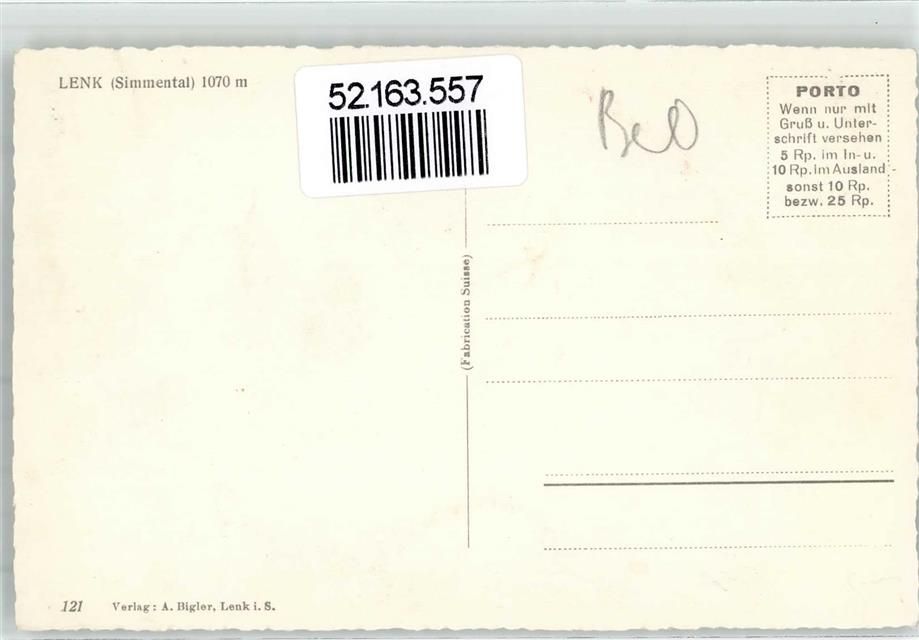 LENK (Simmental) 1070 m
52.163.557
PORTO
Wenn nur mit
Gruß u. Unter-
schrift versehen
5 Rp. im In- u.
10 Rp. im Ausland
sonst 10 Rp.
bezw. 25 Rp.
(Fabrication Suisse)
121 Verlag: A. Bigler, Lenk i. S.